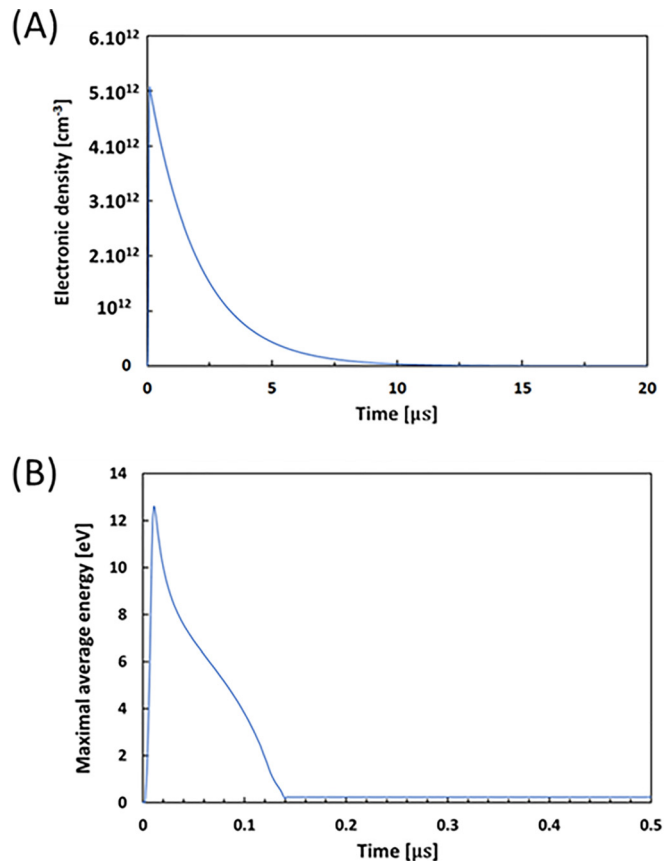 (A)
6.10¹²
5.10¹²
4.10¹²
3.10¹²
2.10¹²
10¹²
0
Electronic density [cm⁻³]
0 5 10 15 20
Time [μs]
(B)
14
12
10
8
6
4
2
0
Maximal average energy [eV]
0 0.1 0.2 0.3 0.4 0.5
Time [μs]